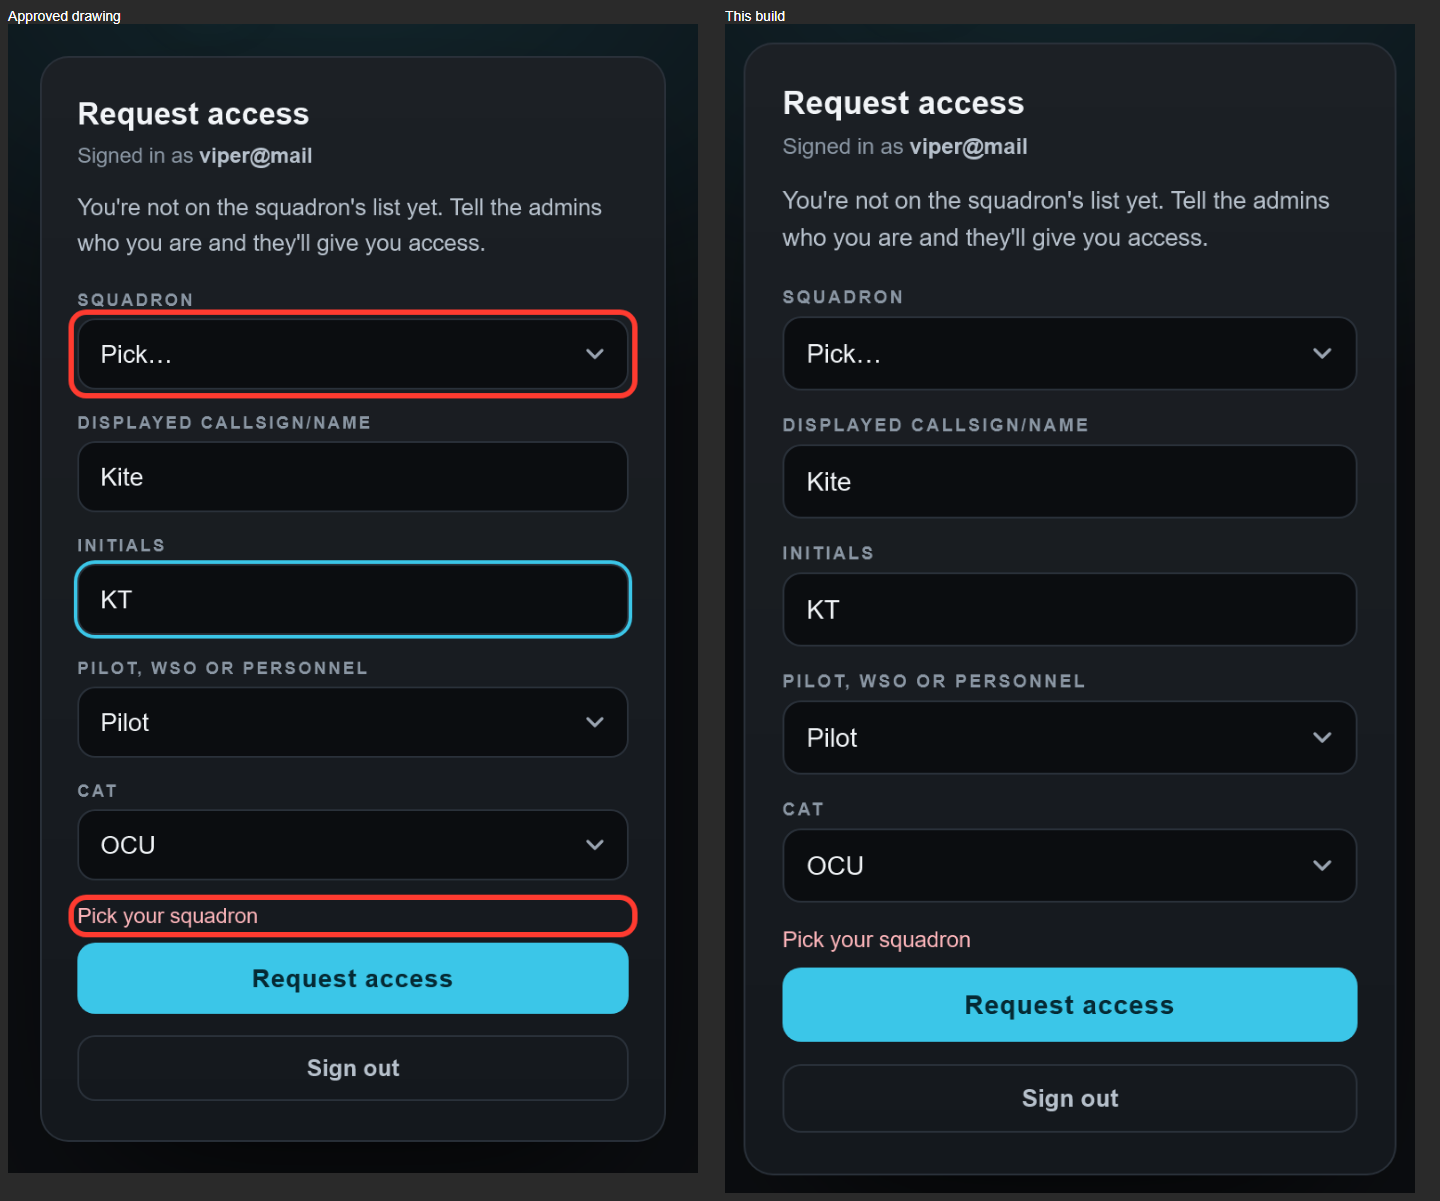 Approved drawing
Request access
Signed in as viper@mail
You're not on the squadron's list yet. Tell the admins
who you are and they'll give you access.
SQUADRON
Pick…
DISPLAYED CALLSIGN/NAME
Kite
INITIALS
KT
PILOT, WSO OR PERSONNEL
Pilot
CAT
OCU
Pick your squadron
Request access
Sign out
This build
Request access
Signed in as viper@mail
You're not on the squadron's list yet. Tell the admins
who you are and they'll give you access.
SQUADRON
Pick…
DISPLAYED CALLSIGN/NAME
Kite
INITIALS
KT
PILOT, WSO OR PERSONNEL
Pilot
CAT
OCU
Pick your squadron
Request access
Sign out